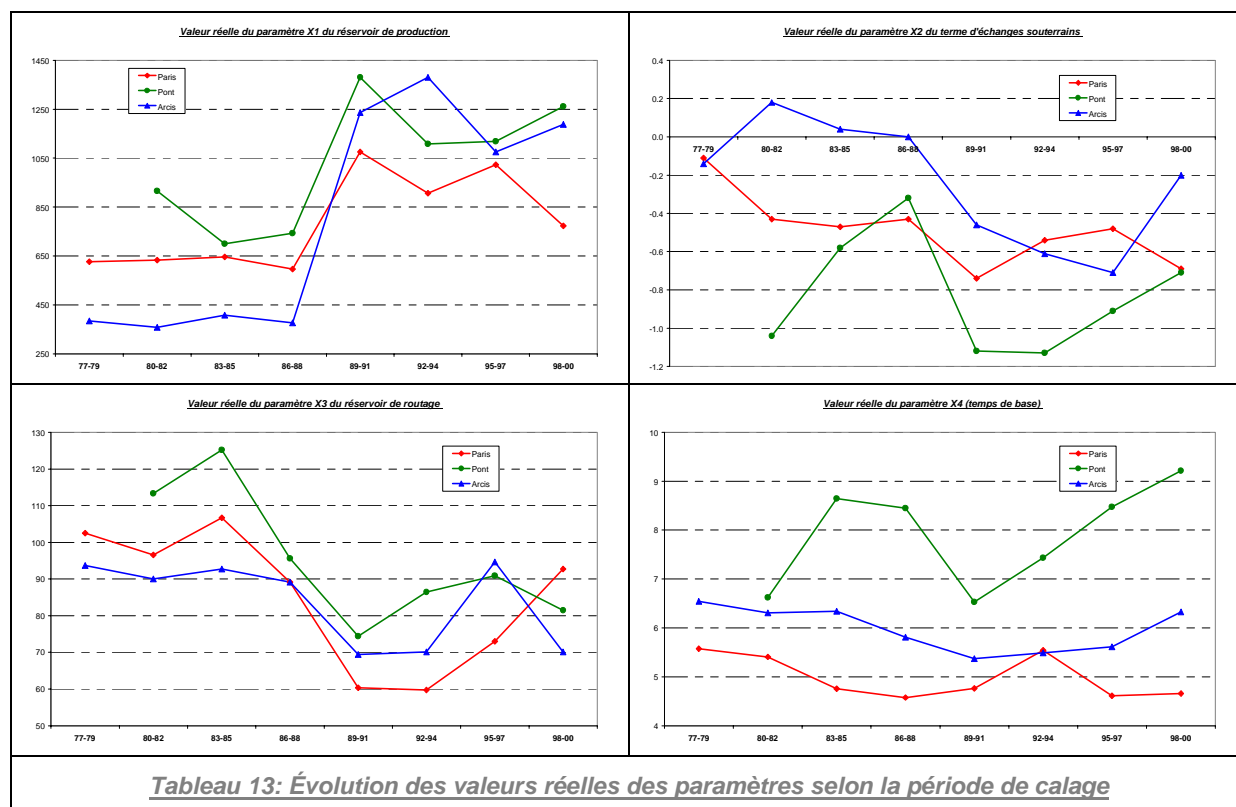 Valeur réelle du paramètre X1 du réservoir de production
1450
1250
1050
850
650
450
250
Paris
Pont
Arcis
77-79 80-82 83-85 86-88 89-91 92-94 95-97 98-00
Valeur réelle du paramètre X2 du terme d'échanges souterrains
0.4
0.2
0.0
-0.2
-0.4
-0.6
-0.8
-1.0
-1.2
Paris
Pont
Arcis
77-79 80-82 83-85 86-88 89-91 92-94 95-97 98-00
Valeur réelle du paramètre X3 du réservoir de routage
130
120
110
100
90
80
70
60
50
Paris
Pont
Arcis
77-79 80-82 83-85 86-88 89-91 92-94 95-97 98-00
Valeur réelle du paramètre X4 (temps de base)
10
9
8
7
6
5
4
Paris
Pont
Arcis
77-79 80-82 83-85 86-88 89-91 92-94 95-97 98-00
Tableau 13: Évolution des valeurs réelles des paramètres selon la période de calage